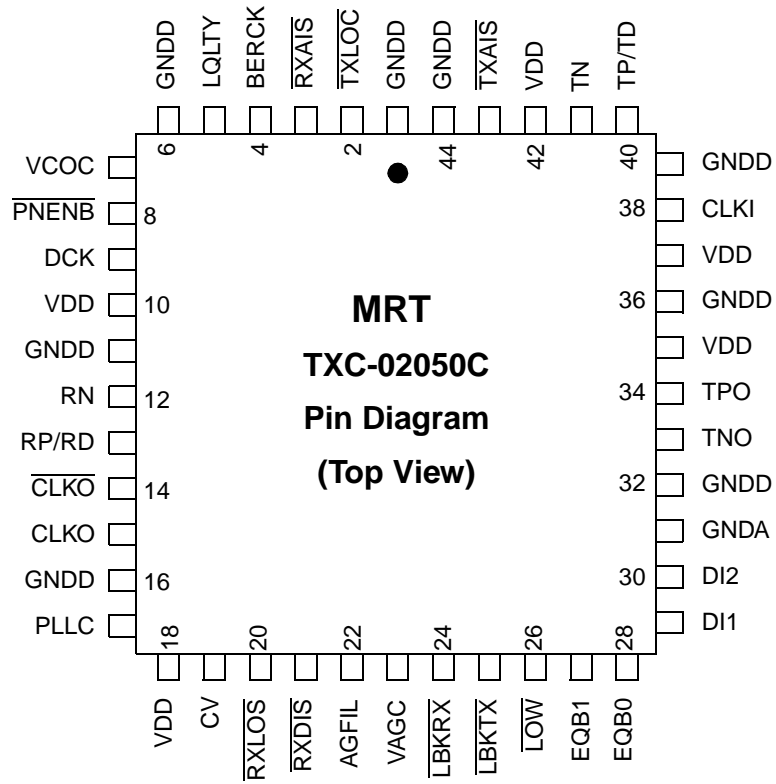 GNDD
LQLTY
BERCK
RXAIS
TXLOC
GNDD
GNDD
TXAIS
VDD
TN
TP/TD
6
4
2
44
42
40
VCOC
PNENB
8
DCK
VDD
10
GNDD
RN
12
RP/RD
CLKO
14
CLKO
GNDD
16
PLLC
MRT
TXC-02050C
Pin Diagram
(Top View)
GNDD
38
CLKI
VDD
36
GNDD
VDD
34
TPO
TNO
32
GNDD
GNDA
30
DI2
DI1
18
20
22
24
26
28
VDD
CV
RXLOS
RXDIS
AGFIL
VAGC
LBKRX
LBKTX
LOW
EQB1
EQB0